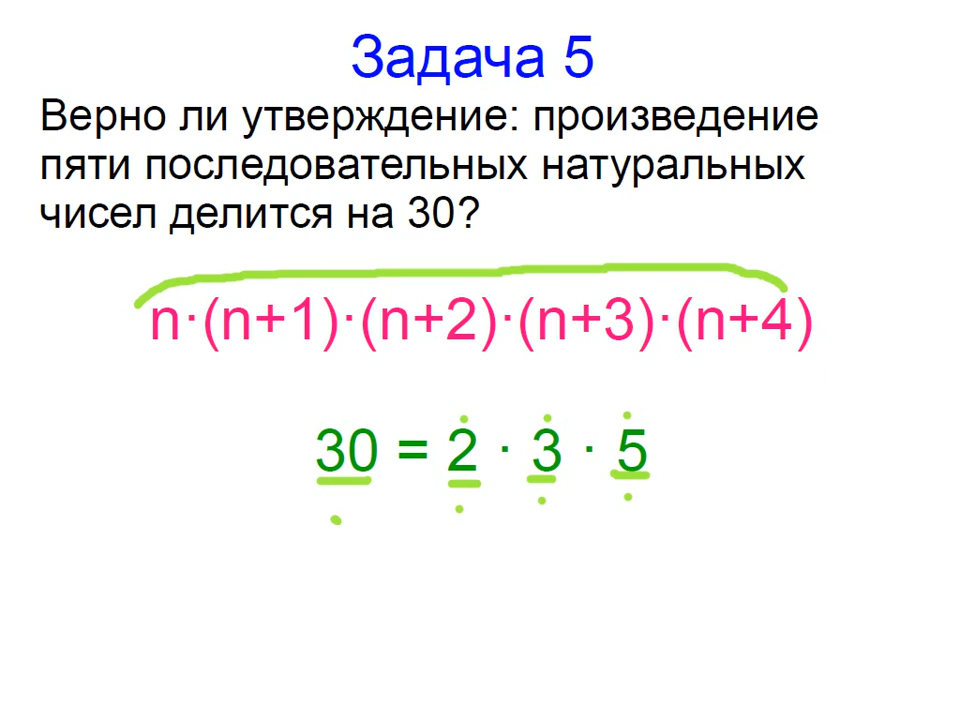 Задача 5
Верно ли утверждение: произведение
пяти последовательных натуральных
чисел делится на 30?
n·(n+1)·(n+2)·(n+3)·(n+4)
30 = 2 · 3 · 5